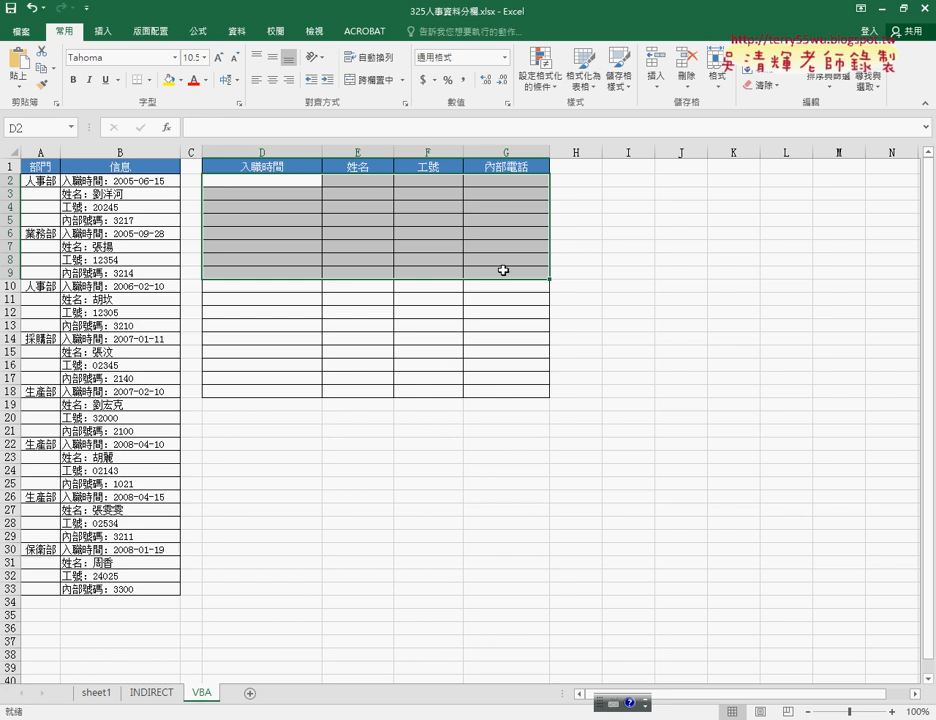 325人事資料分欄.xlsx - Excel
檔案 常用 插入 版面配置 公式 資料 校閱 檢視 ACROBAT 告訴我您想要執行的動作... 登入 共用
http://terry55wu.blogspot.tw
吳清輝老師錄製
貼上 Tahoma 10.5 自動換列 通用格式 設定格式化的條件 格式化為表格 儲存格樣式 插入 刪除 格式
B I U 跨欄置中 $ % 清除 排序與篩選 尋找與選取
剪貼簿 字型 對齊方式 數值 樣式 儲存格 編輯
D2 fx
A B C D E F G H I J K L M N
1 部門 信息 入職時間 姓名 工號 內部電話
2 人事部 入職時間：2005-06-15
3 姓名：劉洋河
4 工號：20245
5 內部號碼：3217
6 業務部 入職時間：2005-09-28
7 姓名：張揚
8 工號：12354
9 內部號碼：3214
10 人事部 入職時間：2006-02-10
11 姓名：胡坎
12 工號：12305
13 內部號碼：3210
14 採購部 入職時間：2007-01-11
15 姓名：張汶
16 工號：02345
17 內部號碼：2140
18 生產部 入職時間：2007-02-10
19 姓名：劉宏克
20 工號：32000
21 內部號碼：2100
22 生產部 入職時間：2008-04-10
23 姓名：胡麗
24 工號：02143
25 內部號碼：1021
26 生產部 入職時間：2008-04-15
27 姓名：張雯雯
28 工號：02534
29 內部號碼：3211
30 保衛部 入職時間：2008-01-19
31 姓名：周香
32 工號：24025
33 內部號碼：3300
34
35
36
37
38
39
40
sheet1 INDIRECT VBA
就緒 100%